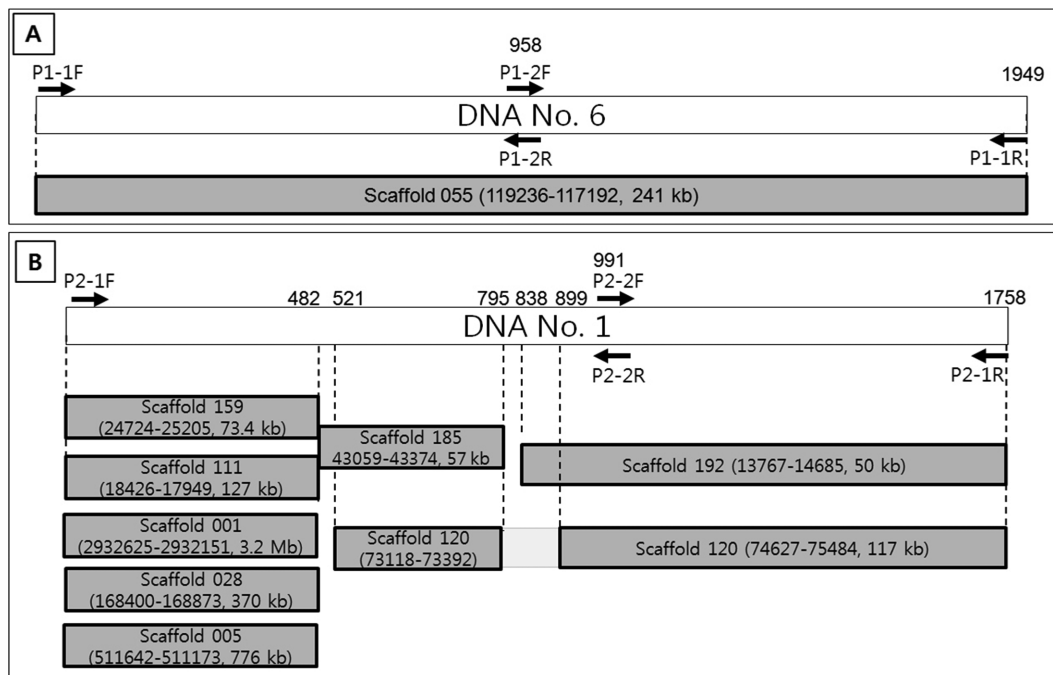 A
958
P1-1F
P1-2F
1949
DNA No. 6
P1-2R
P1-1R
Scaffold 055 (119236-117192, 241 kb)
B
991
P2-1F
P2-2F
482
521
795
838
899
1758
DNA No. 1
P2-2R
P2-1R
Scaffold 159
(24724-25205, 73.4 kb)
Scaffold 185
43059-43374, 57 kb
Scaffold 111
(18426-17949, 127 kb)
Scaffold 192 (13767-14685, 50 kb)
Scaffold 001
(2932625-2932151, 3.2 Mb)
Scaffold 120
(73118-73392)
Scaffold 120 (74627-75484, 117 kb)
Scaffold 028
(168400-168873, 370 kb)
Scaffold 005
(511642-511173, 776 kb)